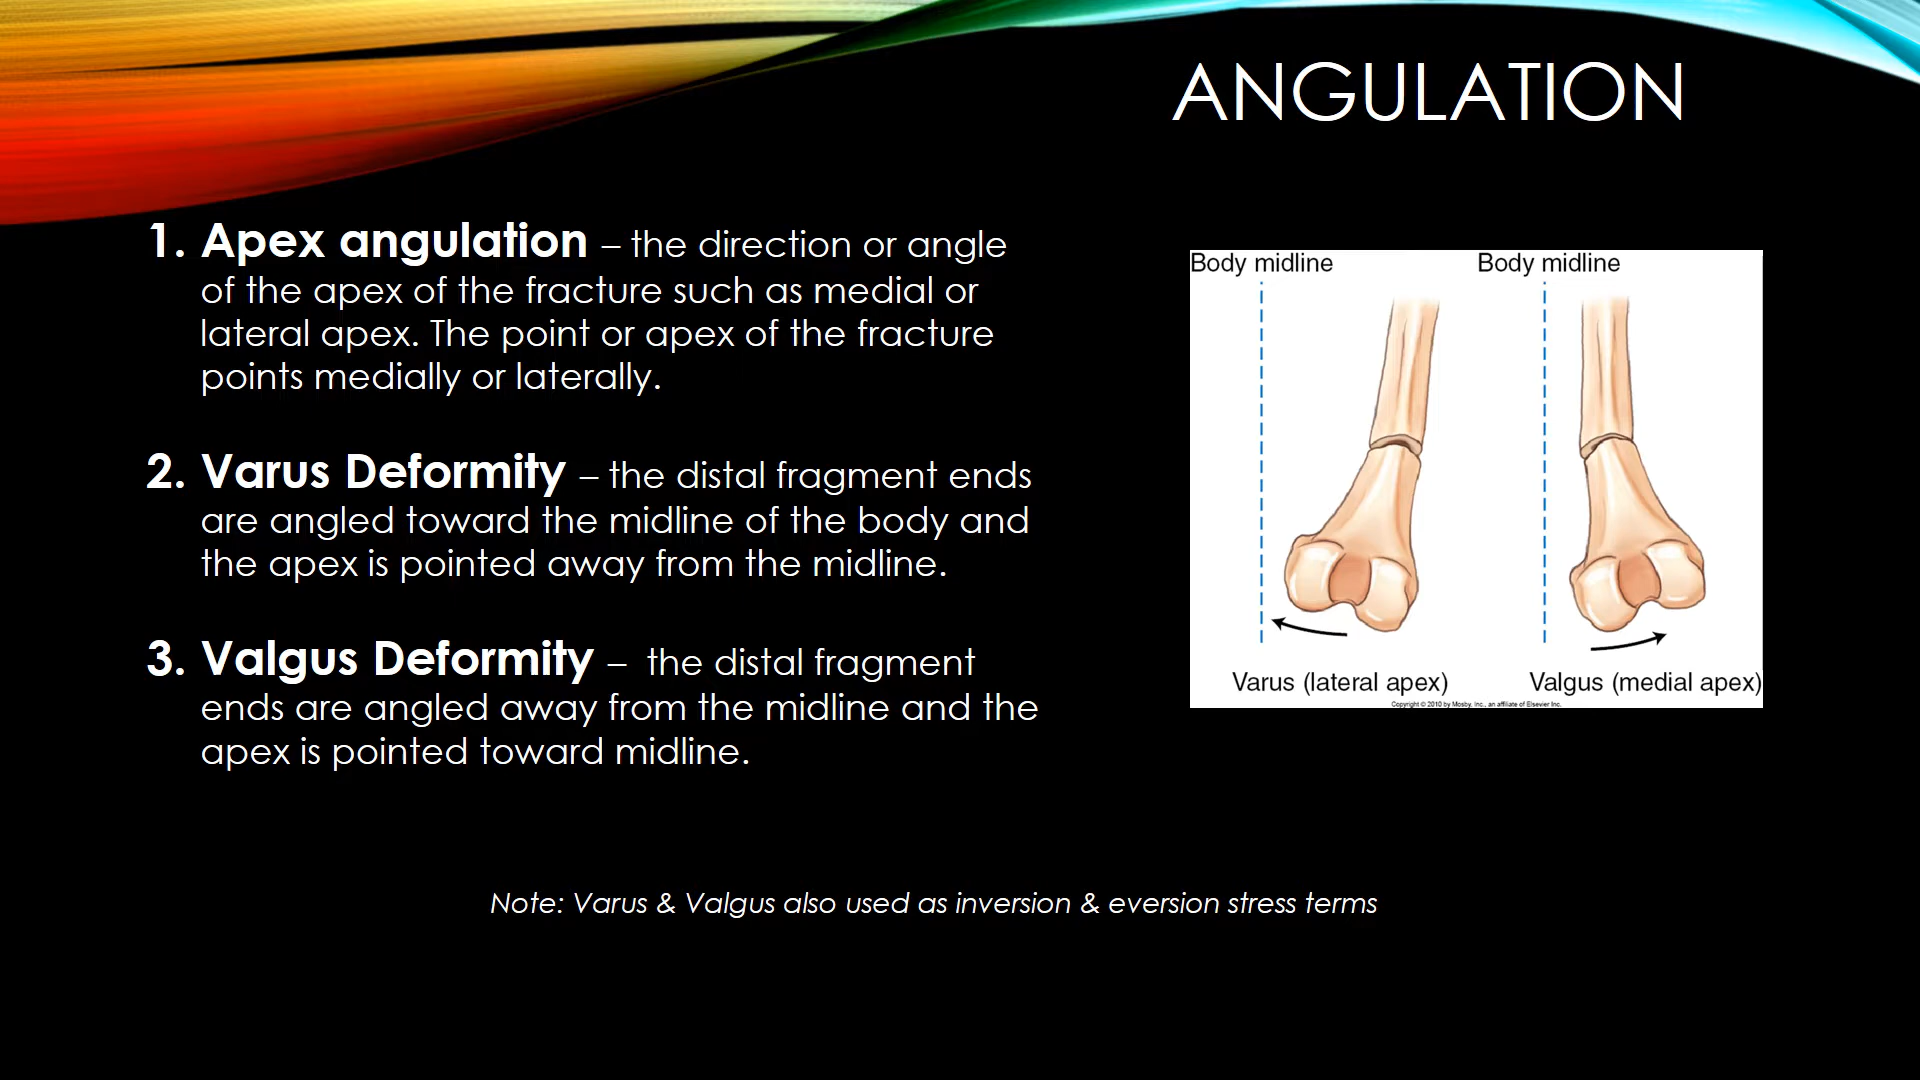 ANGULATION
1. Apex angulation – the direction or angle
of the apex of the fracture such as medial or
lateral apex. The point or apex of the fracture
points medially or laterally.
2. Varus Deformity – the distal fragment ends
are angled toward the midline of the body and
the apex is pointed away from the midline.
3. Valgus Deformity – the distal fragment
ends are angled away from the midline and the
apex is pointed toward midline.
Body midline
Body midline
Varus (lateral apex)
Valgus (medial apex)
Copyright © 2010 by Mosby, Inc., an affiliate of Elsevier Inc.
Note: Varus & Valgus also used as inversion & eversion stress terms